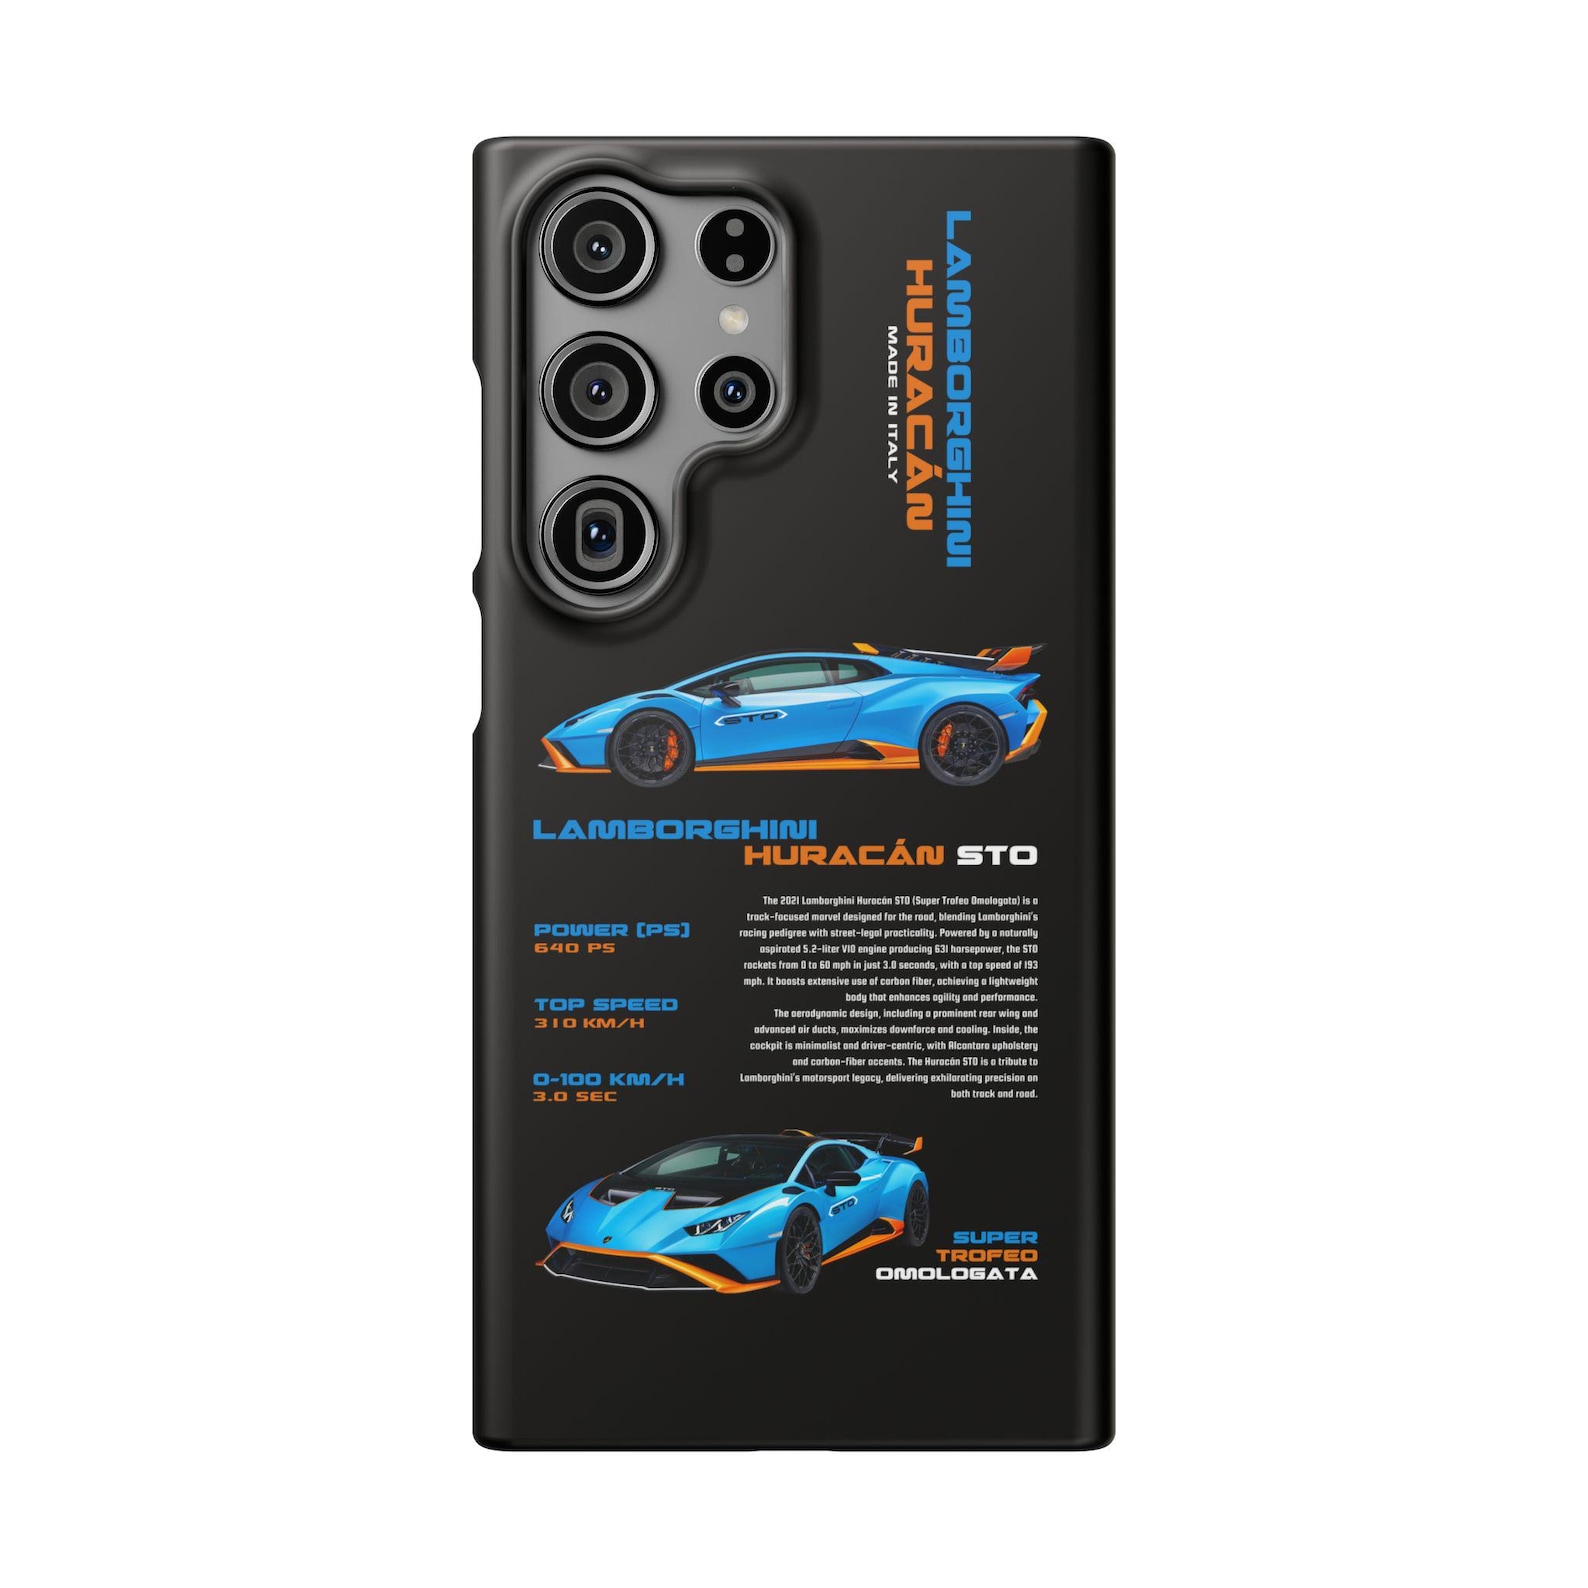 LAMBORGHINI
HURACÁN
MADE IN ITALY
STO
LAMBORGHINI
HURACÁN STO
The 2021 Lamborghini Huracán STO (Super Trofeo Omologata) is a
track-focused marvel designed for the road, blending Lamborghini's
racing pedigree with street-legal practicality. Powered by a naturally
aspirated 5.2-liter V10 engine producing 631 horsepower, the STO
rockets from 0 to 60 mph in just 3.0 seconds, with a top speed of 193
mph. It boasts extensive use of carbon fiber, achieving a lightweight
body that enhances agility and performance.
The aerodynamic design, including a prominent rear wing and
advanced air ducts, maximizes downforce and cooling. Inside, the
cockpit is minimalist and driver-centric, with Alcantara upholstery
and carbon-fiber accents. The Huracán STO is a tribute to
Lamborghini's motorsport legacy, delivering exhilarating precision on
both track and road.
POWER (PS)
640 PS
TOP SPEED
310 KM/H
0-100 KM/H
3.0 SEC
STO
STO
SUPER
TROFEO
OMOLOGATA